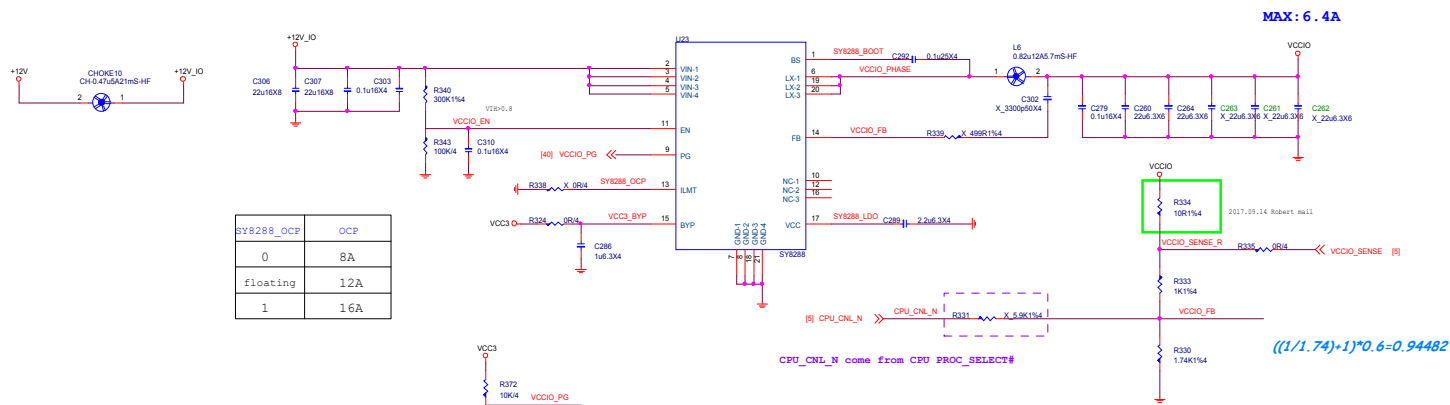 MAX:6.4A
+12V
CHOKE10
CH-0.47u5A21mS-HF
+12V_IO
2
1
+12V_IO
C306
22u16X8
C307
22u16X8
C303
0.1u16X4
R340
300K1%4
VIH>0.8
VCCIO_EN
R343
100K/4
C310
0.1u16X4
[40] VCCIO_PG
R338
X_0R/4
SY8288_OCP
VCC3
R324
0R/4
VCC3_BYP
C286
1u6.3X4
U23
2
3
4
5
11
9
13
15
VIN-1
VIN-2
VIN-3
VIN-4
EN
PG
ILMT
BYP
BS
LX-1
LX-2
LX-3
FB
NC-1
NC-2
NC-3
VCC
GND-1
GND-2
GND-3
GND-4
7
8
18
21
SY8288
1
6
19
20
14
10
12
16
17
SY8288_BOOT
C292
0.1u25X4
VCCIO_PHASE
L6
0.82u12A5.7mS-HF
1
2
VCCIO
C302
X_3300p50X4
VCCIO_FB
R339
X_499R1%4
C279
0.1u16X4
C260
22u6.3X6
C264
22u6.3X6
C263
X_22u6.3X6
C261
X_22u6.3X6
C262
X_22u6.3X6
SY8288_LDO
C289
2.2u6.3X4
VCCIO
R334
10R1%4
2017.09.14 Robert mail
VCCIO_SENSE_R
R335
0R/4
VCCIO_SENSE [5]
R333
1K1%4
[5] CPU_CNL_N
CPU_CNL_N
R331
X_5.9K1%4
VCCIO_FB
R330
1.74K1%4
CPU_CNL_N come from CPU PROC_SELECT#
((1/1.74)+1)*0.6=0.94482
SY8288_OCP OCP
0 8A
floating 12A
1 16A
VCC3
R372
10K/4
VCCIO_PG